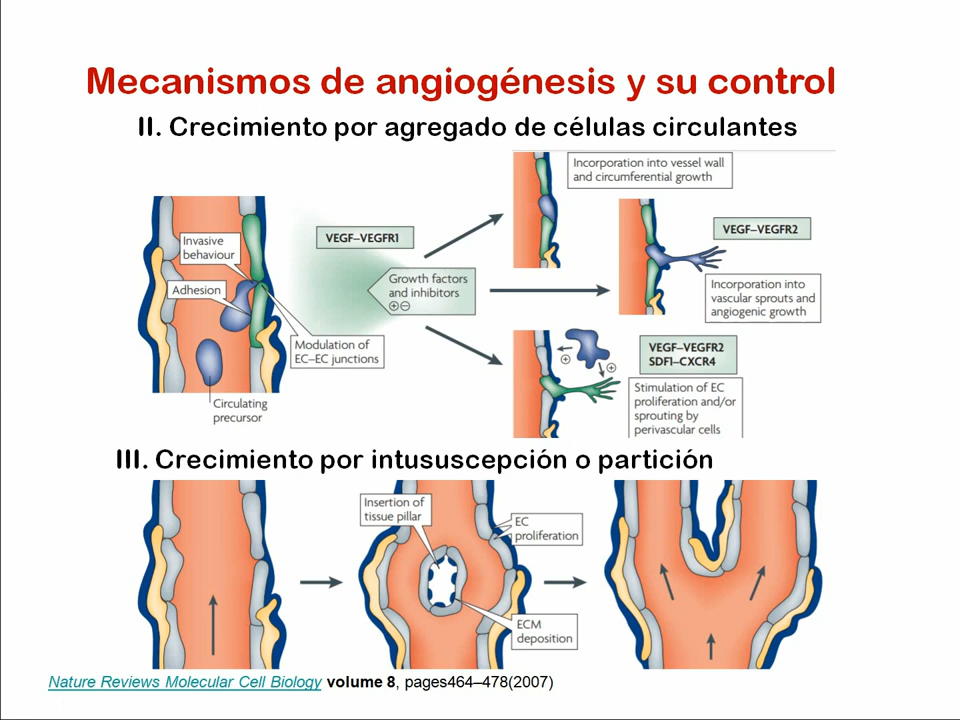 Mecanismos de angiogénesis y su control
II. Crecimiento por agregado de células circulantes
Incorporation into vessel wall
and circumferential growth
Invasive
behaviour
Adhesion
VEGF–VEGFR1
Growth factors
and inhibitors
⊕⊖
Modulation of
EC–EC junctions
Circulating
precursor
VEGF–VEGFR2
Incorporation into
vascular sprouts and
angiogenic growth
⊕
⊕
VEGF–VEGFR2
SDF1–CXCR4
Stimulation of EC
proliferation and/or
sprouting by
perivascular cells
III. Crecimiento por intususcepción o partición
Insertion of
tissue pillar
EC
proliferation
ECM
deposition
Nature Reviews Molecular Cell Biology volume 8, pages464–478(2007)